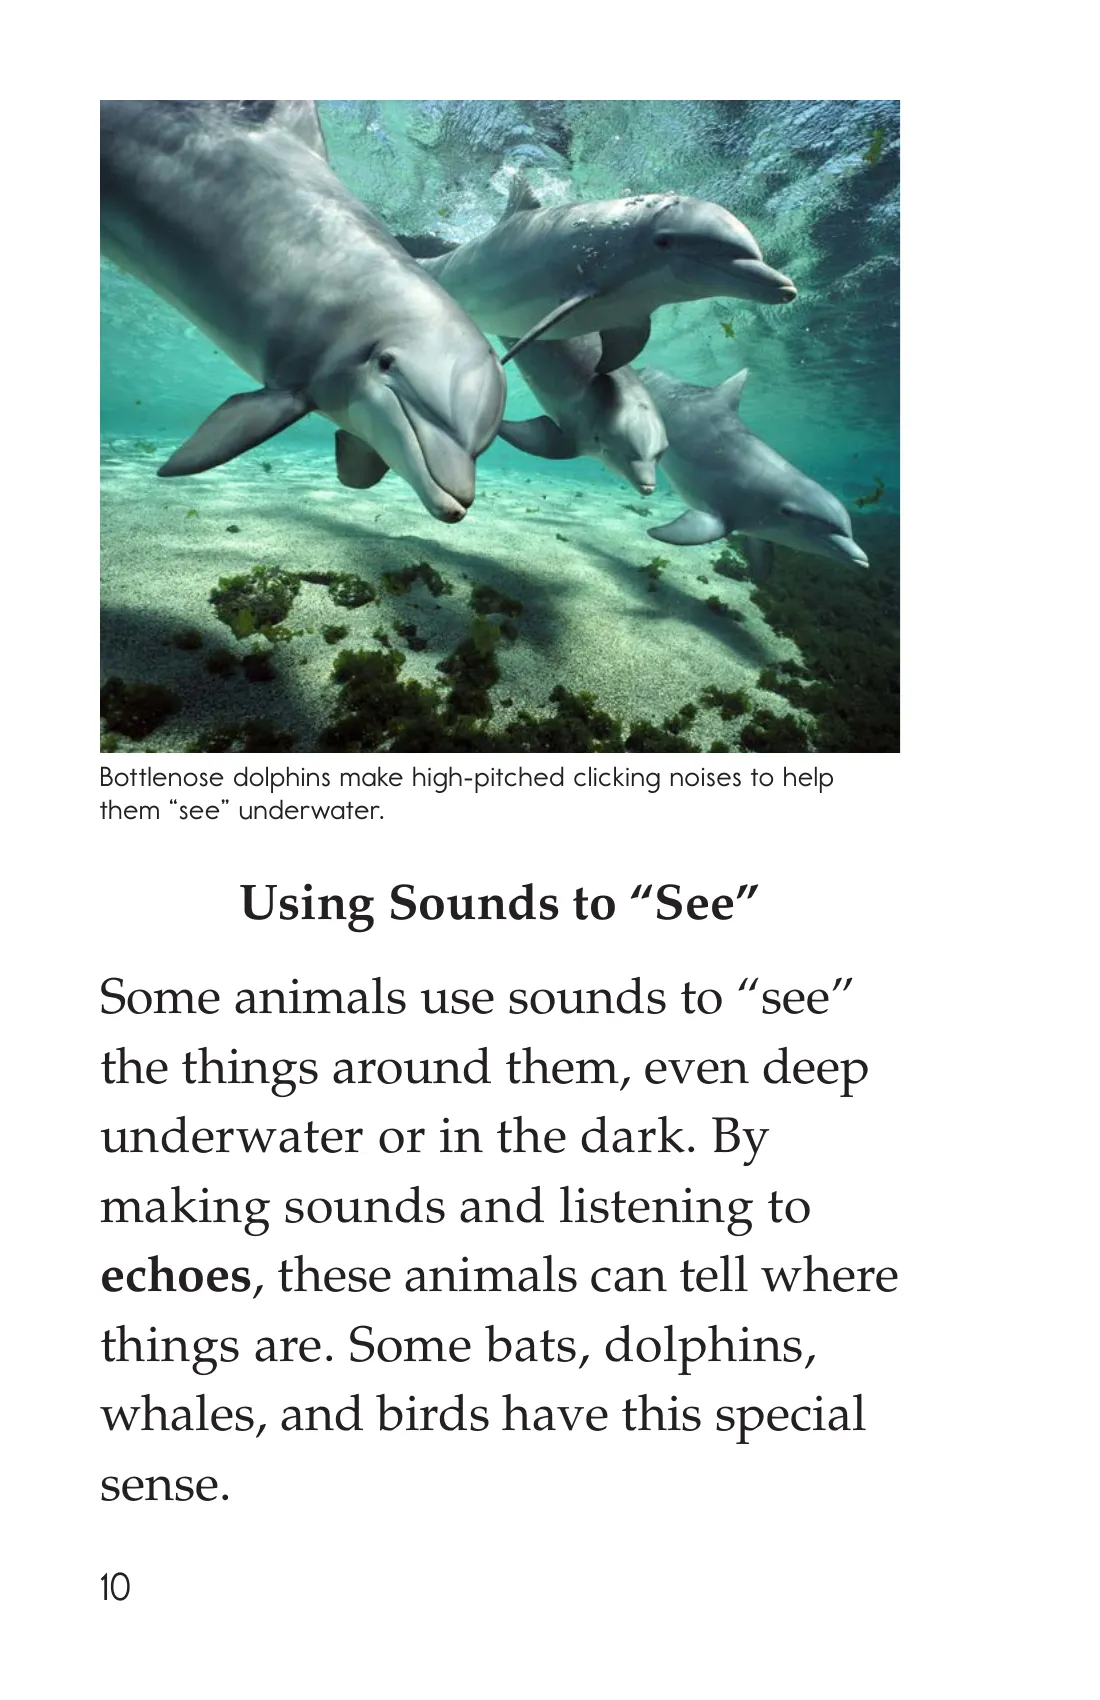 Bottlenose dolphins make high-pitched clicking noises to help
them “see” underwater.
Using Sounds to “See”
Some animals use sounds to “see”
the things around them, even deep
underwater or in the dark. By
making sounds and listening to
echoes, these animals can tell where
things are. Some bats, dolphins,
whales, and birds have this special
sense.
10